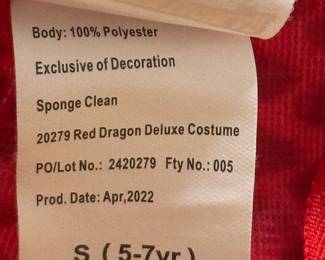 Body: 100% Polyester
Exclusive of Decoration
Sponge Clean
20279 Red Dragon Deluxe Costume
PO/Lot No.: 2420279 Fty No.: 005
Prod. Date: Apr,2022
S ( 5-7yr )